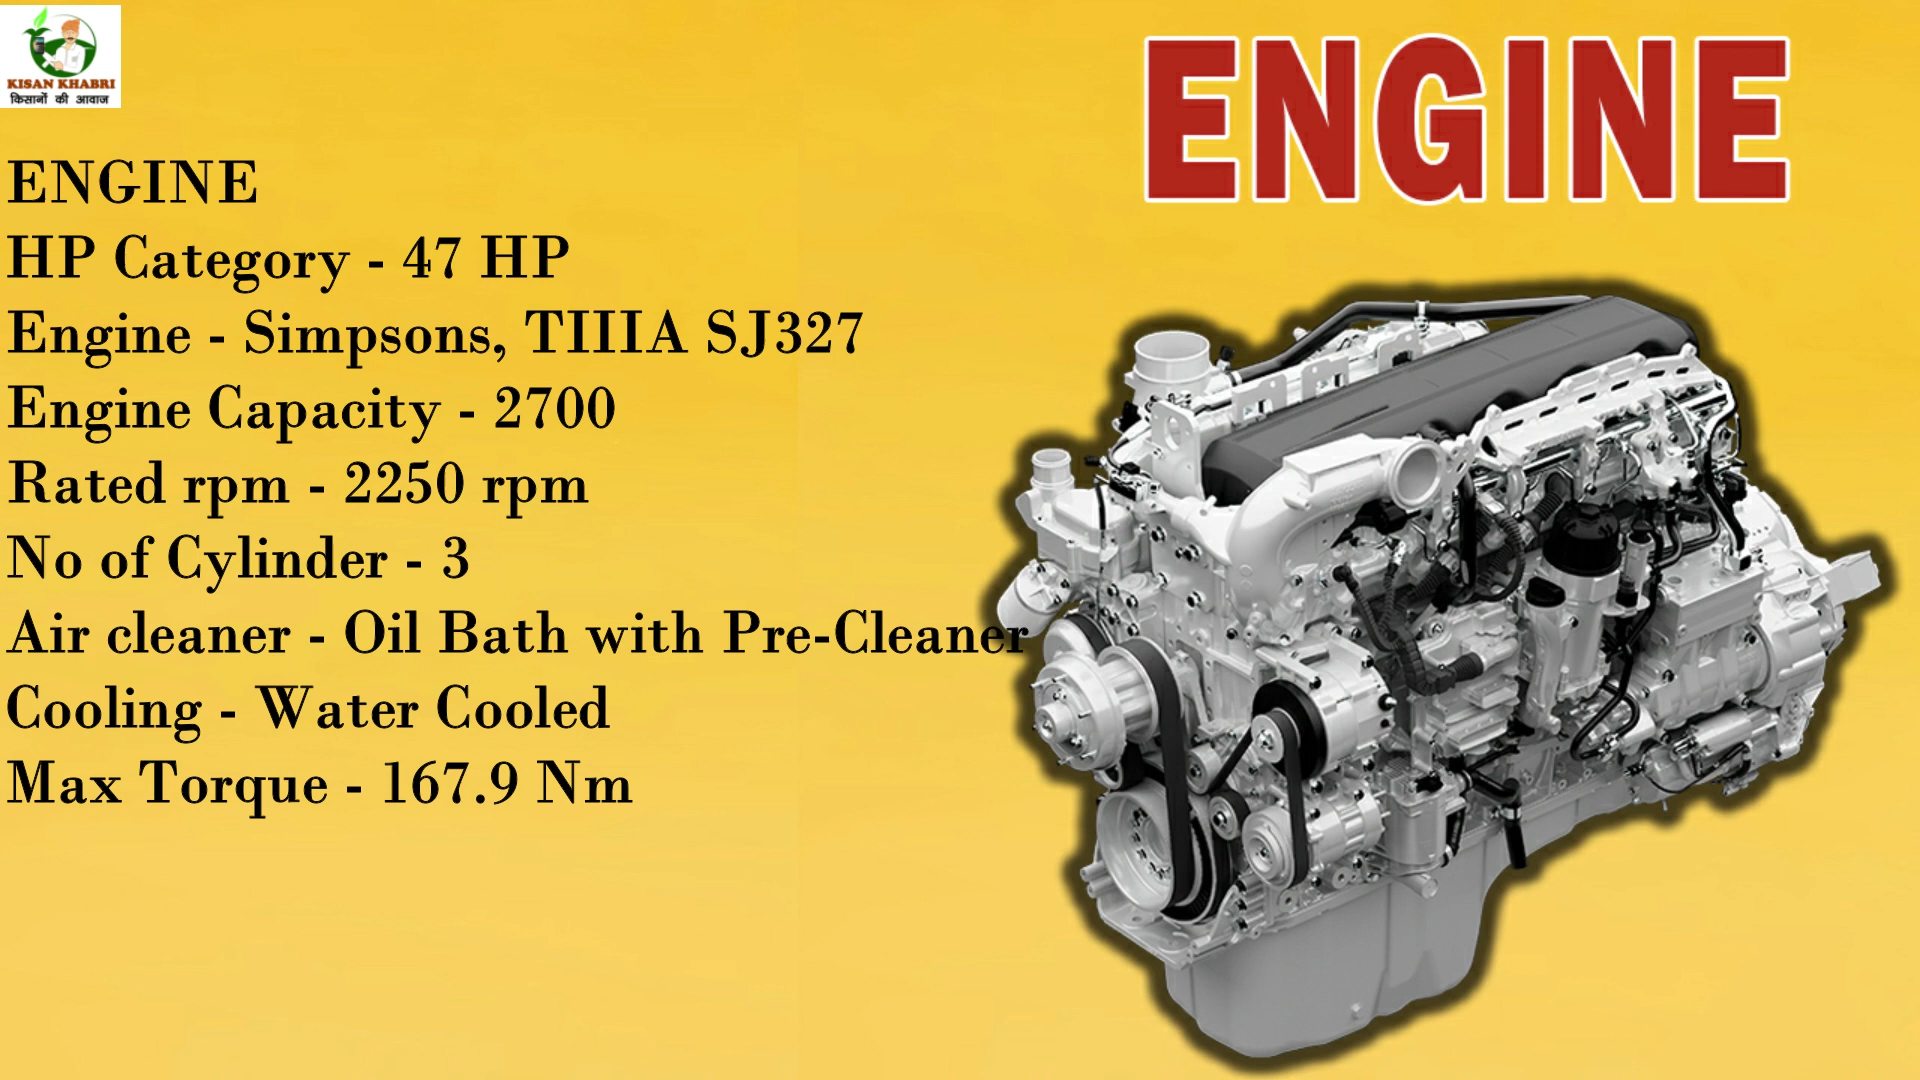 KISAN KHABRI
किसानों की आवाज
ENGINE
ENGINE
HP Category - 47 HP
Engine - Simpsons, TIIIA SJ327
Engine Capacity - 2700
Rated rpm - 2250 rpm
No of Cylinder - 3
Air cleaner - Oil Bath with Pre-Cleaner
Cooling - Water Cooled
Max Torque - 167.9 Nm